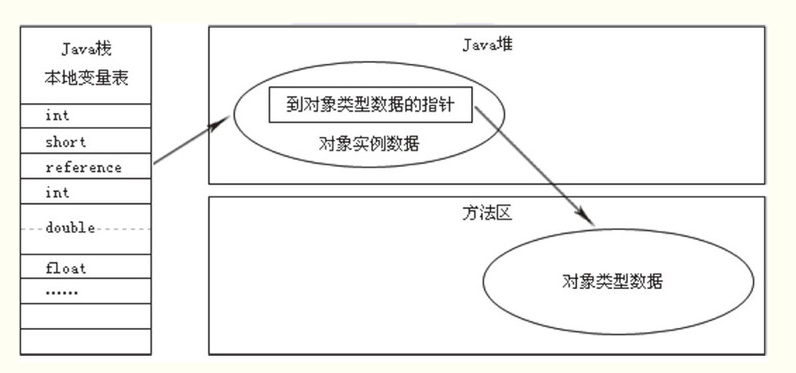 Java栈
本地变量表
int
short
reference
int
double
float
……
Java堆
到对象类型数据的指针
对象实例数据
方法区
对象类型数据